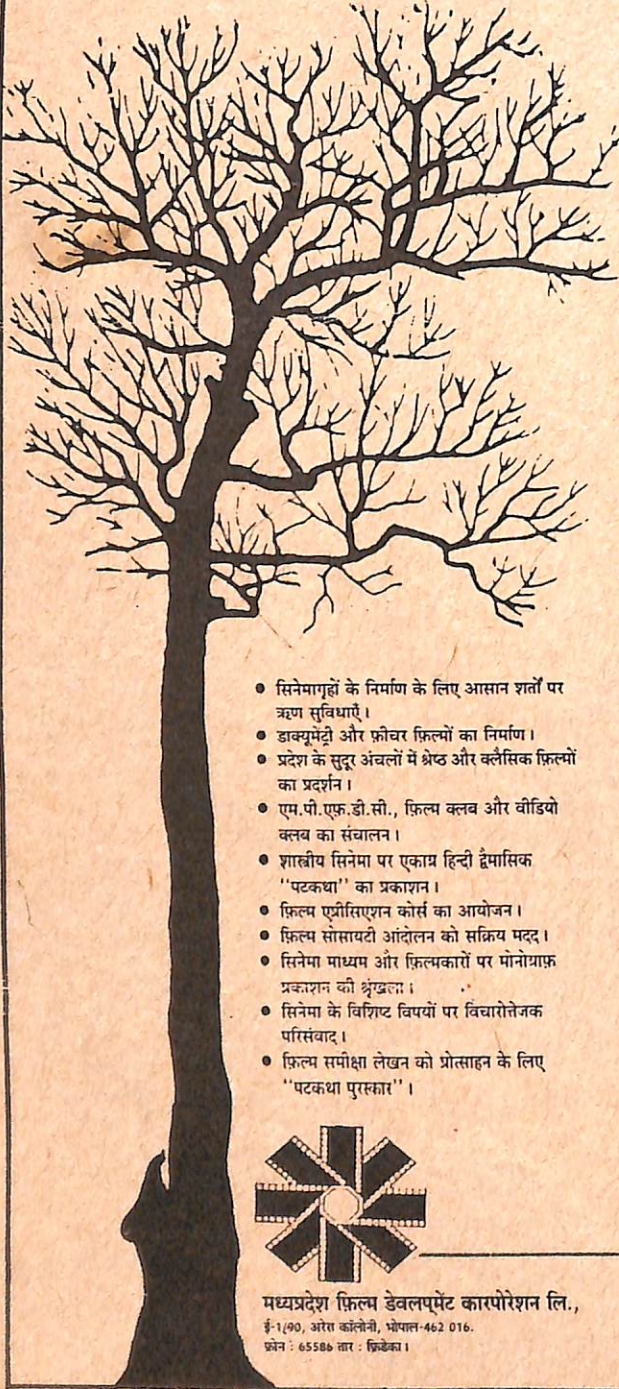 ● सिनेमागृहों के निर्माण के लिए आसान शर्तों पर
ऋण सुविधाएँ।
● डाक्यूमेंट्री और फ़ीचर फ़िल्मों का निर्माण।
● प्रदेश के सुदूर अंचलों में श्रेष्ठ और क्लैसिक फ़िल्मों
का प्रदर्शन।
● एम.पी.एफ़.डी.सी., फ़िल्म क्लब और वीडियो
क्लब का संचालन।
● शास्त्रीय सिनेमा पर एकाग्र हिन्दी द्वैमासिक
"पटकथा" का प्रकाशन।
● फ़िल्म एप्रीसिएशन कोर्स का आयोजन।
● फ़िल्म सोसायटी आंदोलन को सक्रिय मदद।
● सिनेमा माध्यम और फ़िल्मकारों पर मोनोग्राफ़
प्रकाशन की श्रृंखला।
● सिनेमा के विशिष्ट विषयों पर विचारोत्तेजक
परिसंवाद।
● फ़िल्म समीक्षा लेखन को प्रोत्साहन के लिए
"पटकथा पुरस्कार"।
मध्यप्रदेश फ़िल्म डेवलप्मेंट कारपोरेशन लि.,
ई-1/90, अरेरा कॉलोनी, भोपाल-462 016.
फ़ोन : 65586 तार : फ़िडेका।